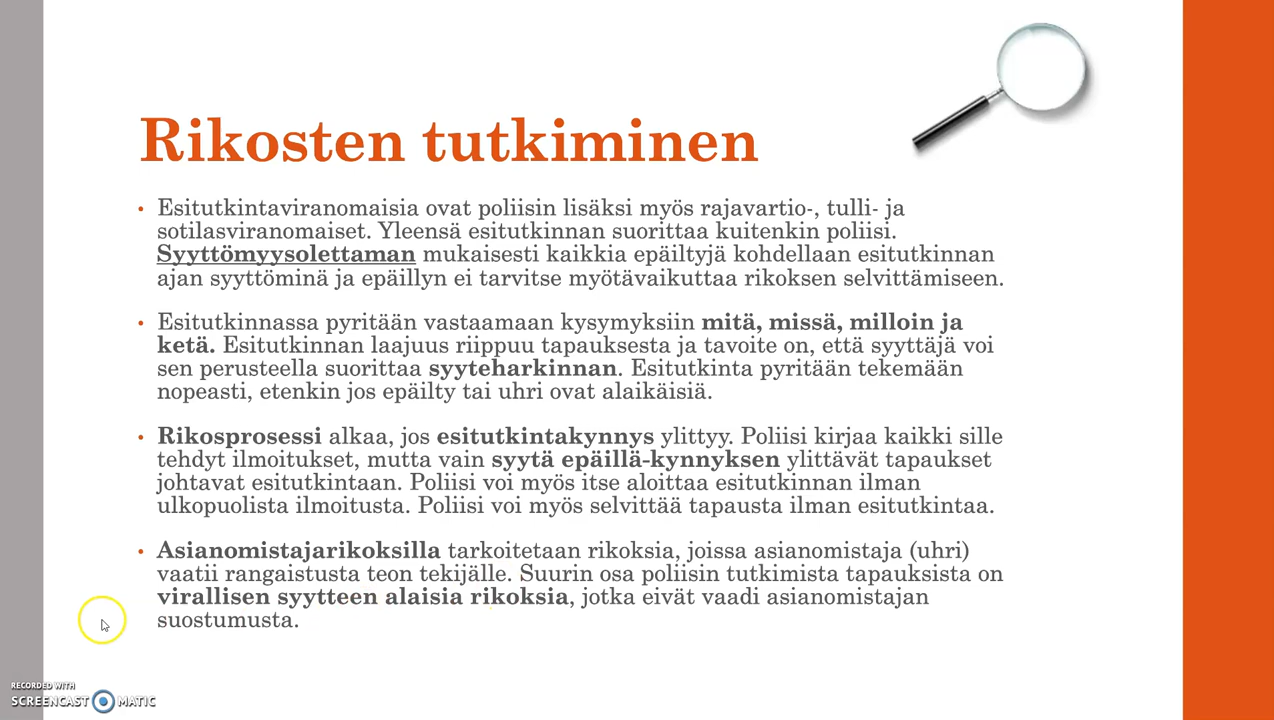 Rikosten tutkiminen
• Esitutkintaviranomaisia ovat poliisin lisäksi myös rajavartio-, tulli- ja
sotilasviranomaiset. Yleensä esitutkinnan suorittaa kuitenkin poliisi.
Syyttömyysolettaman mukaisesti kaikkia epäiltyjä kohdellaan esitutkinnan
ajan syyttöminä ja epäillyn ei tarvitse myötävaikuttaa rikoksen selvittämiseen.
• Esitutkinnassa pyritään vastaamaan kysymyksiin mitä, missä, milloin ja
ketä. Esitutkinnan laajuus riippuu tapauksesta ja tavoite on, että syyttäjä voi
sen perusteella suorittaa syyteharkinnan. Esitutkinta pyritään tekemään
nopeasti, etenkin jos epäilty tai uhri ovat alaikäisiä.
• Rikosprosessi alkaa, jos esitutkintakynnys ylittyy. Poliisi kirjaa kaikki sille
tehdyt ilmoitukset, mutta vain syytä epäillä-kynnyksen ylittävät tapaukset
johtavat esitutkintaan. Poliisi voi myös itse aloittaa esitutkinnan ilman
ulkopuolista ilmoitusta. Poliisi voi myös selvittää tapausta ilman esitutkintaa.
• Asianomistajarikoksilla tarkoitetaan rikoksia, joissa asianomistaja (uhri)
vaatii rangaistusta teon tekijälle. Suurin osa poliisin tutkimista tapauksista on
virallisen syytteen alaisia rikoksia, jotka eivät vaadi asianomistajan
suostumusta.
RECORDED WITH
SCREENCAST MATIC